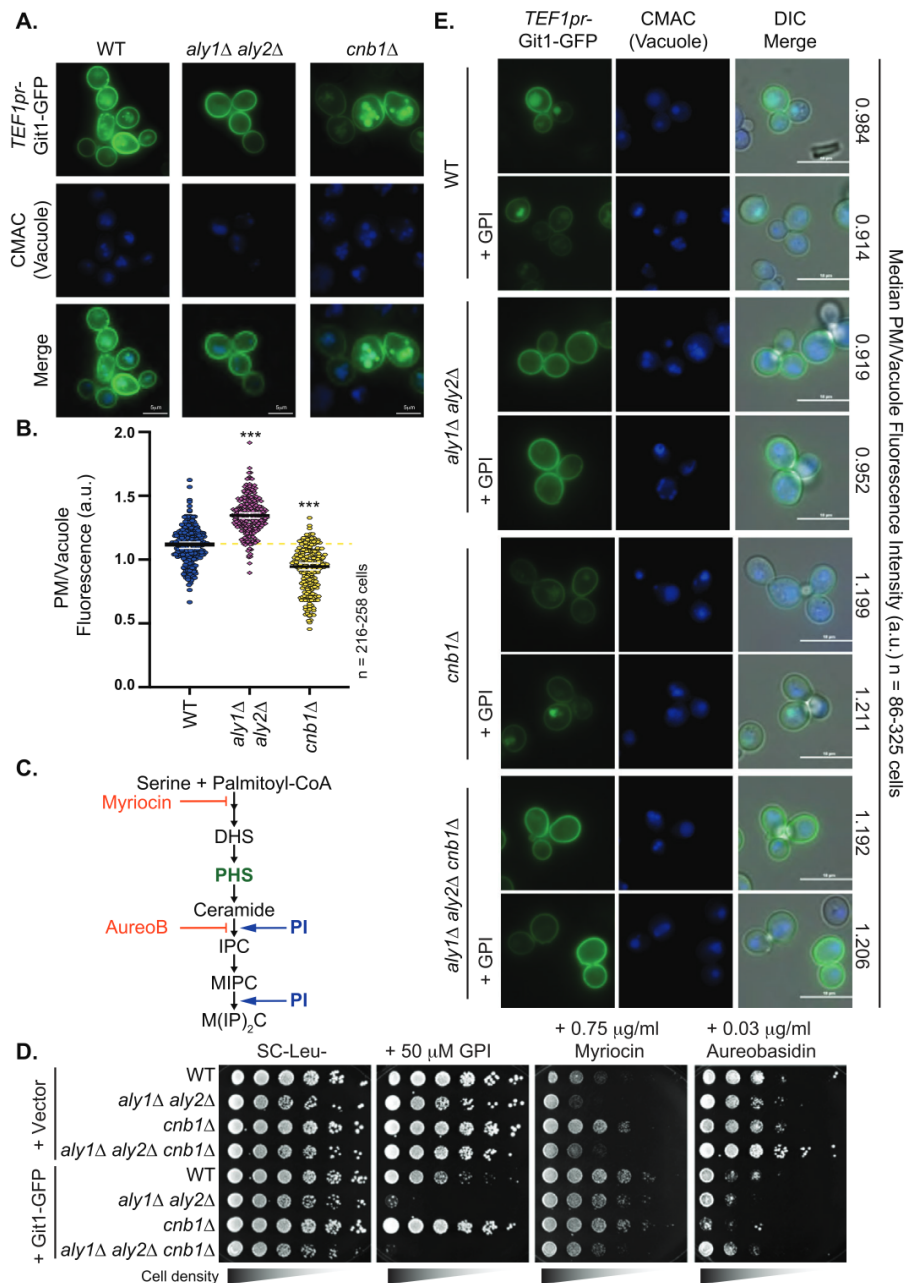 A.
WT
aly1Δ aly2Δ
cnb1Δ
TEF1pr-
Git1-GFP
CMAC
(Vacuole)
Merge
5μm
5μm
5μm
B.
PM/Vacuole
Fluorescence (a.u.)
2.0
1.5
1.0
0.5
0.0
***
***
WT
aly1Δ
aly2Δ
cnb1Δ
n = 216-258 cells
C.
Serine + Palmitoyl-CoA
Myriocin
DHS
PHS
Ceramide
AureoB
PI
IPC
MIPC
PI
M(IP)2C
D.
SC-Leu-
+ 50 μM GPI
+ 0.75 μg/ml
Myriocin
+ 0.03 μg/ml
Aureobasidin
+ Vector
WT
aly1Δ aly2Δ
cnb1Δ
aly1Δ aly2Δ cnb1Δ
+ Git1-GFP
WT
aly1Δ aly2Δ
cnb1Δ
aly1Δ aly2Δ cnb1Δ
Cell density
E.
TEF1pr-
Git1-GFP
CMAC
(Vacuole)
DIC
Merge
WT
+ GPI
aly1Δ aly2Δ
+ GPI
cnb1Δ
+ GPI
aly1Δ aly2Δ cnb1Δ
+ GPI
0.984
0.914
0.919
0.952
1.199
1.211
1.192
1.206
Median PM/Vacuole Fluorescence Intensity (a.u.) n = 86-325 cells